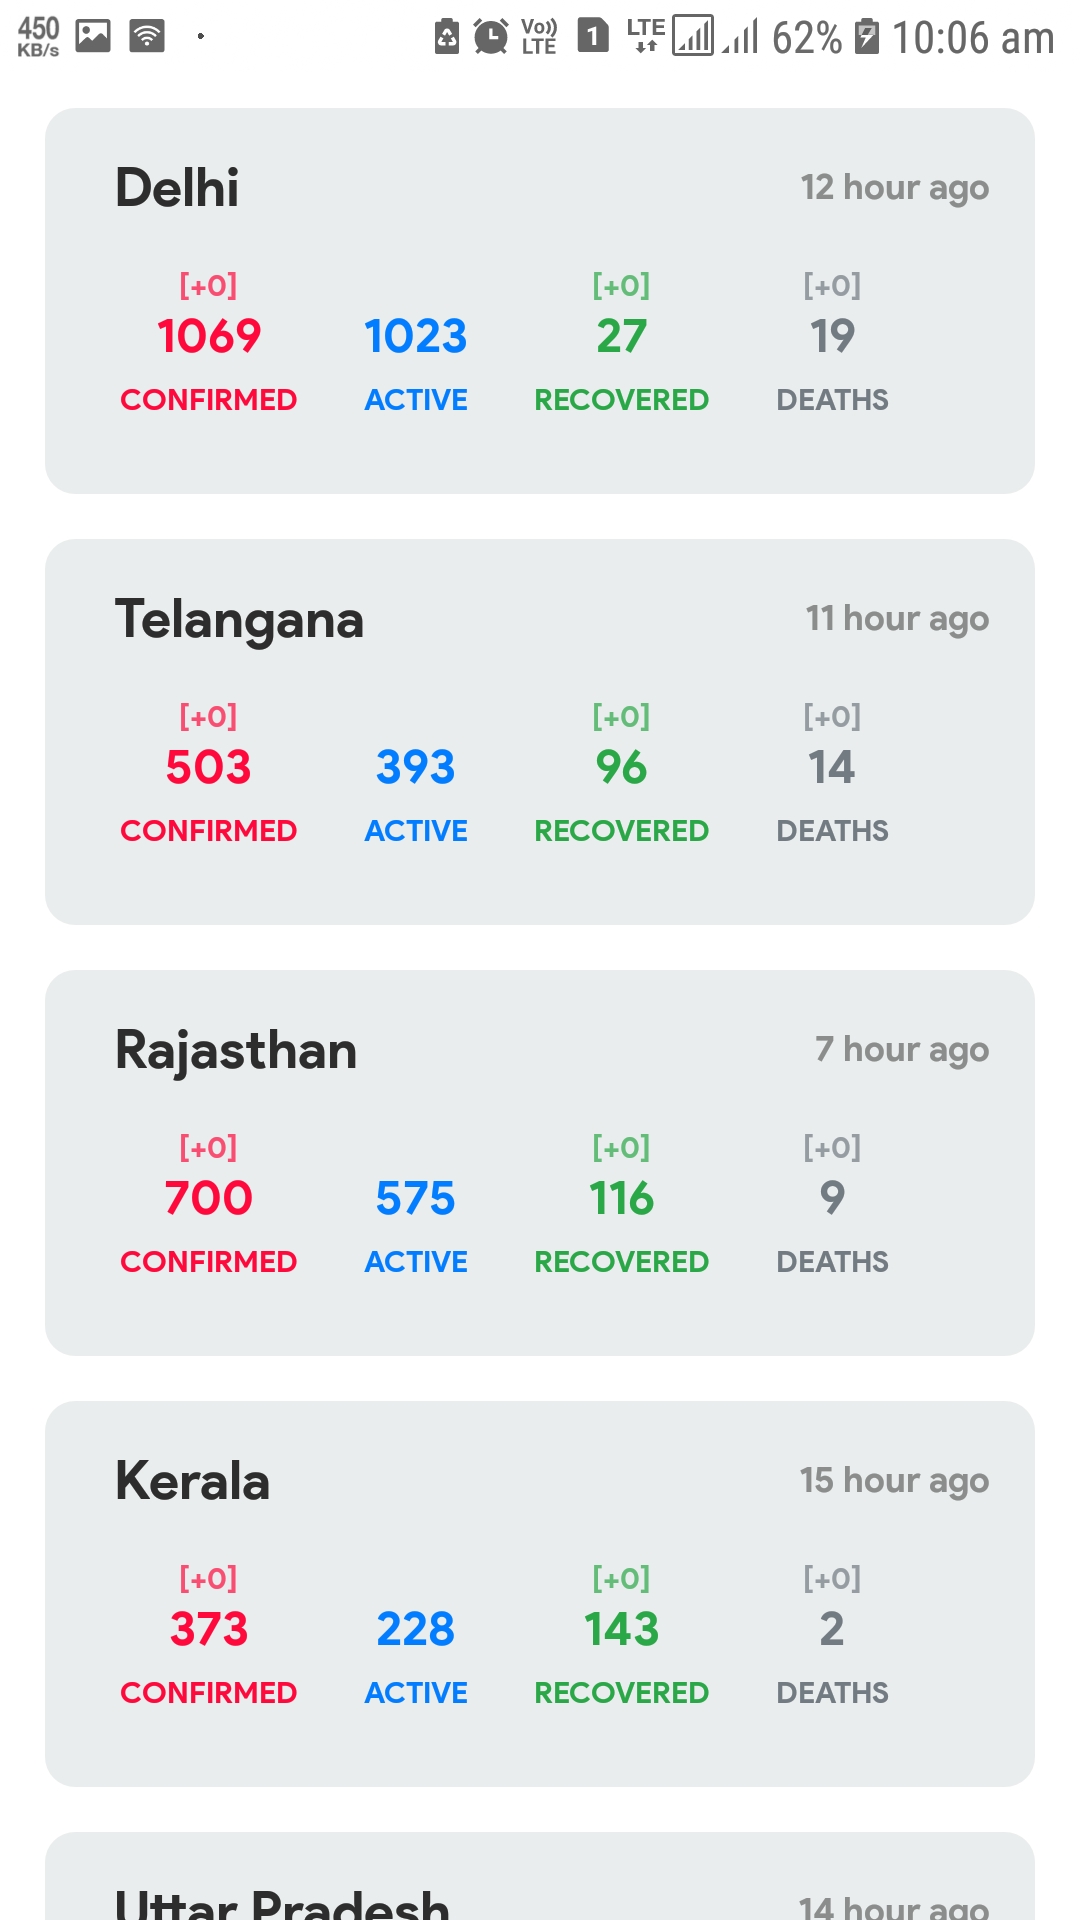 450 KB/s Vo)) LTE 1 LTE 62% 10:06 am
Delhi 12 hour ago
[+0] [+0] [+0]
1069 1023 27 19
CONFIRMED ACTIVE RECOVERED DEATHS
Telangana 11 hour ago
[+0] [+0] [+0]
503 393 96 14
CONFIRMED ACTIVE RECOVERED DEATHS
Rajasthan 7 hour ago
[+0] [+0] [+0]
700 575 116 9
CONFIRMED ACTIVE RECOVERED DEATHS
Kerala 15 hour ago
[+0] [+0] [+0]
373 228 143 2
CONFIRMED ACTIVE RECOVERED DEATHS
Uttar Pradesh 14 hour ago